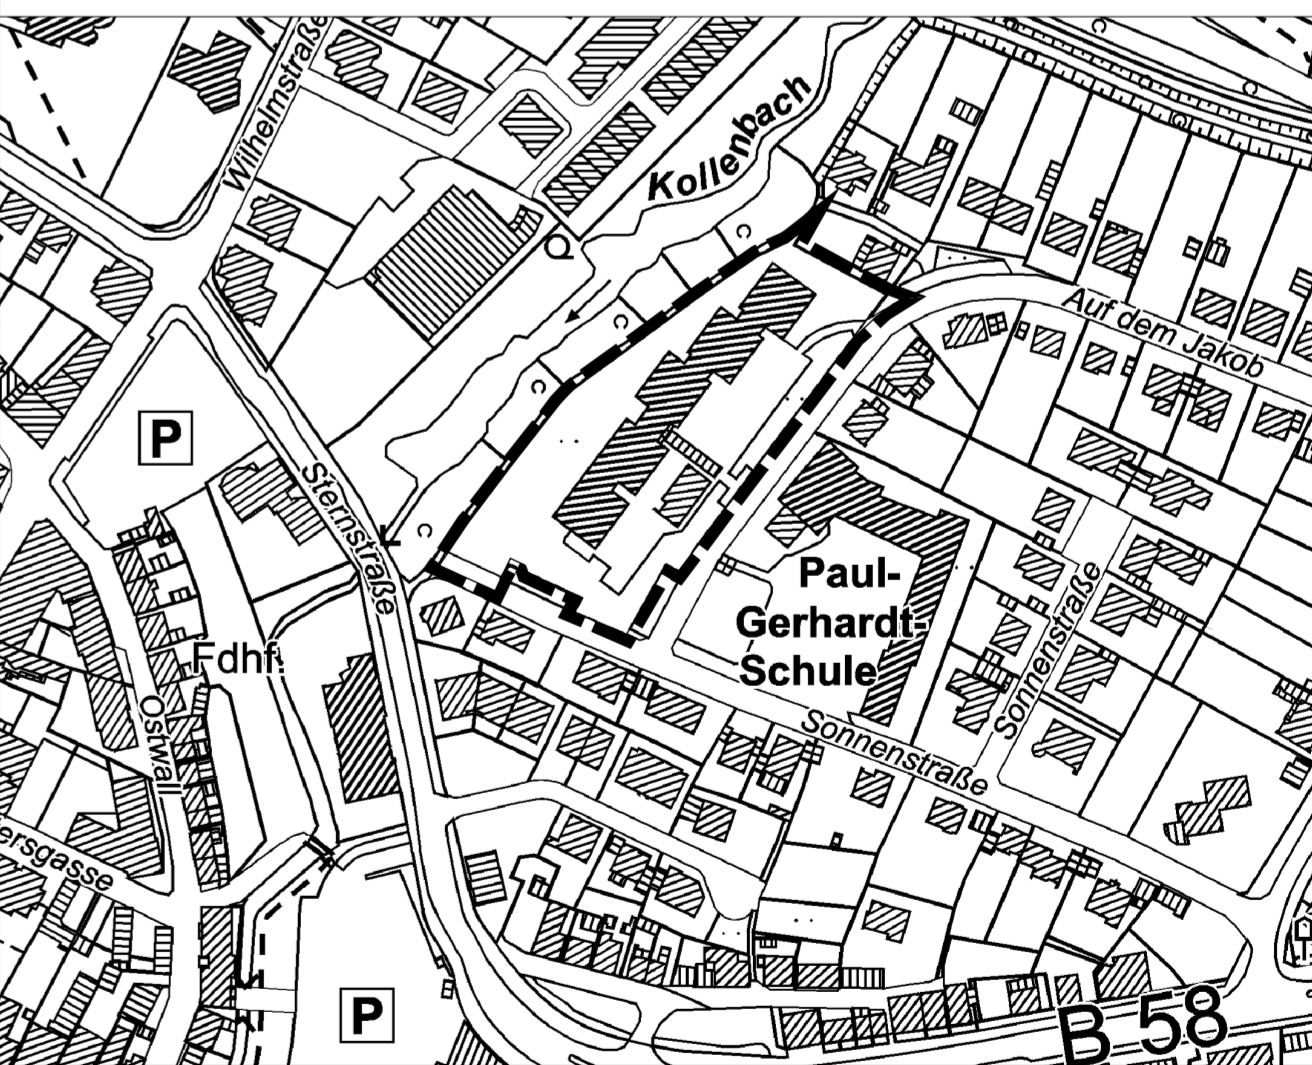 Wilhelmstraße
Kollenbach
Auf dem Jakob
P
Sternstraße
Paul-
Gerhardt-
Schule
Sonnenstraße
Fdhf.
Ostwall
Sonnenstraße
ersgasse
P
B 58